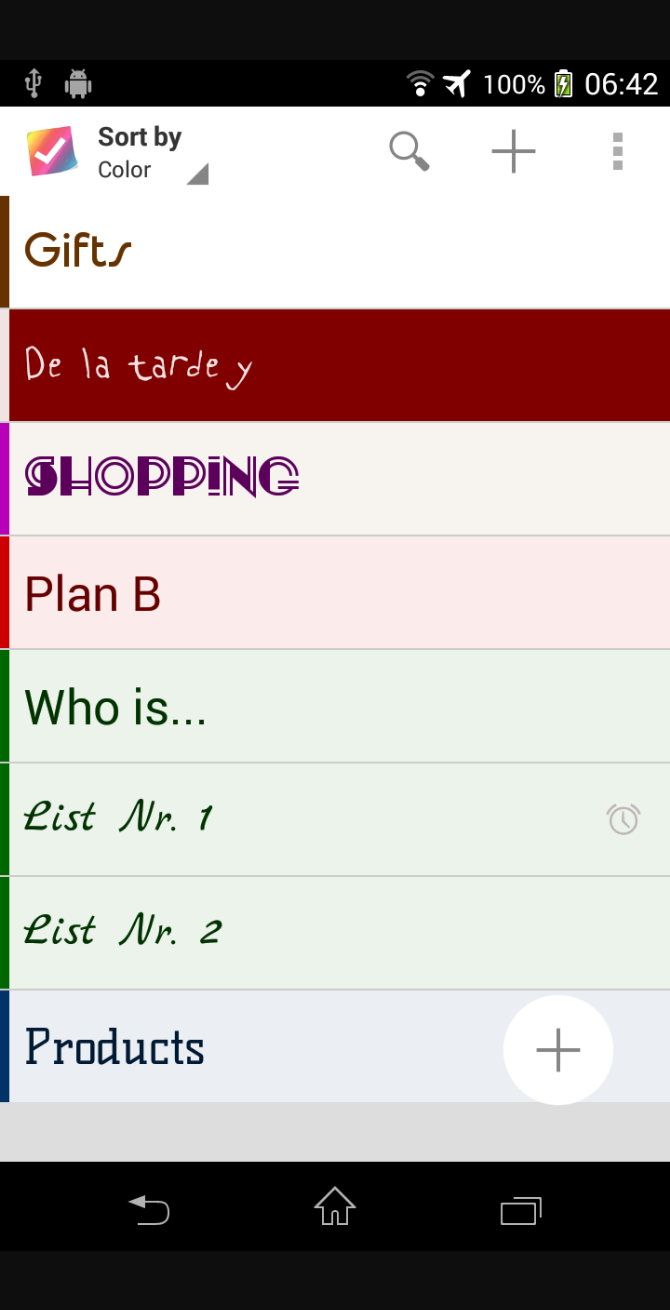 100% 06:42
Sort by
Color
Gifts
De la tarde y
SHOPPING
Plan B
Who is...
List Nr. 1
List Nr. 2
Products